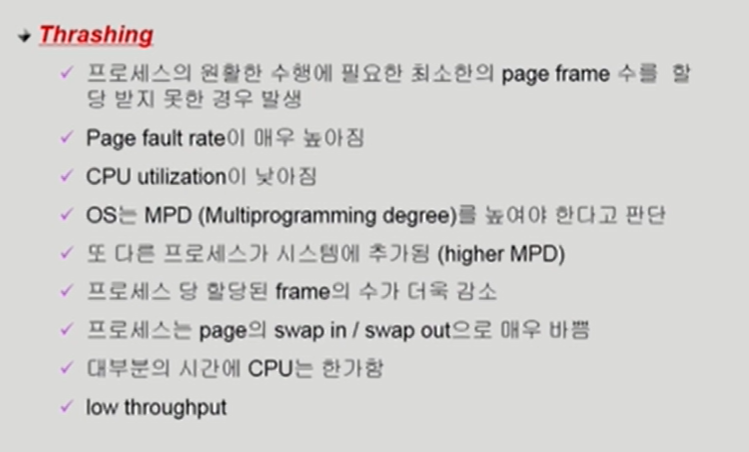 Thrashing
프로세스의 원활한 수행에 필요한 최소한의 page frame 수를 할
당 받지 못한 경우 발생
Page fault rate이 매우 높아짐
CPU utilization이 낮아짐
OS는 MPD (Multiprogramming degree)를 높여야 한다고 판단
또 다른 프로세스가 시스템에 추가됨 (higher MPD)
프로세스 당 할당된 frame의 수가 더욱 감소
프로세스는 page의 swap in / swap out으로 매우 바쁨
대부분의 시간에 CPU는 한가함
low throughput